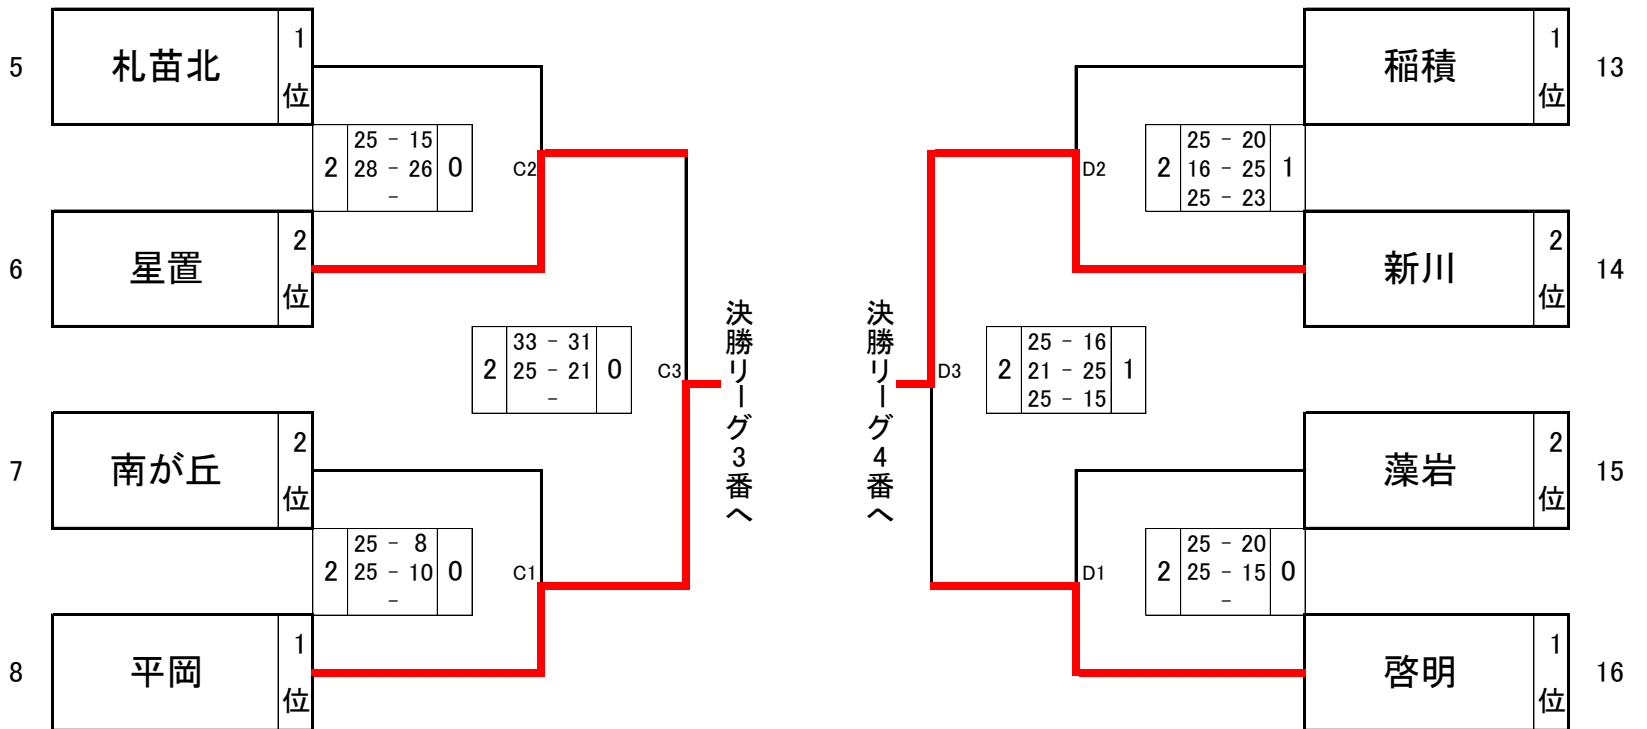 5
札苗北
1
位
2
25 - 15
28 - 26
-
0
C2
6
星置
2
位
2
33 - 31
25 - 21
-
0
C3
決勝リーグ3番へ
7
南が丘
2
位
2
25 - 8
25 - 10
-
0
C1
8
平岡
1
位
稲積
1
位
13
D2
2
25 - 20
16 - 25
25 - 23
1
新川
2
位
14
決勝リーグ4番へ
D3
2
25 - 16
21 - 25
25 - 15
1
藻岩
2
位
15
D1
2
25 - 20
25 - 15
-
0
啓明
1
位
16